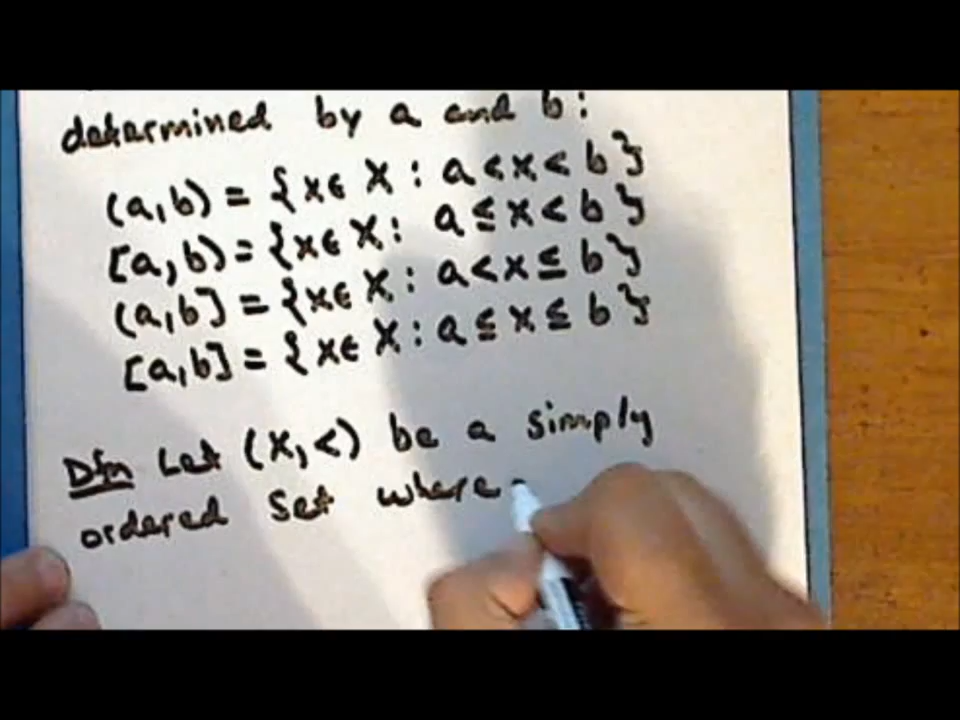 determined by a and b:
(a,b) = {x∈ X : a<x<b}
[a,b) = {x∈ X : a≤x<b}
(a,b] = {x∈ X : a<x≤b}
[a,b] = {x∈ X : a≤x≤b}
Dfn Let (X,<) be a simply
ordered set where